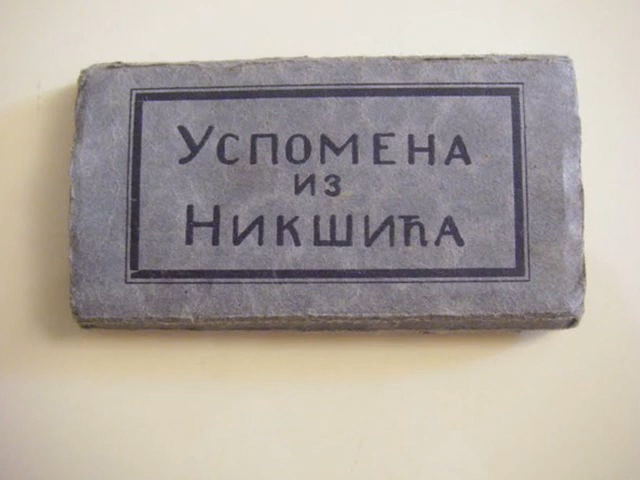 Успомена
из
Никшића